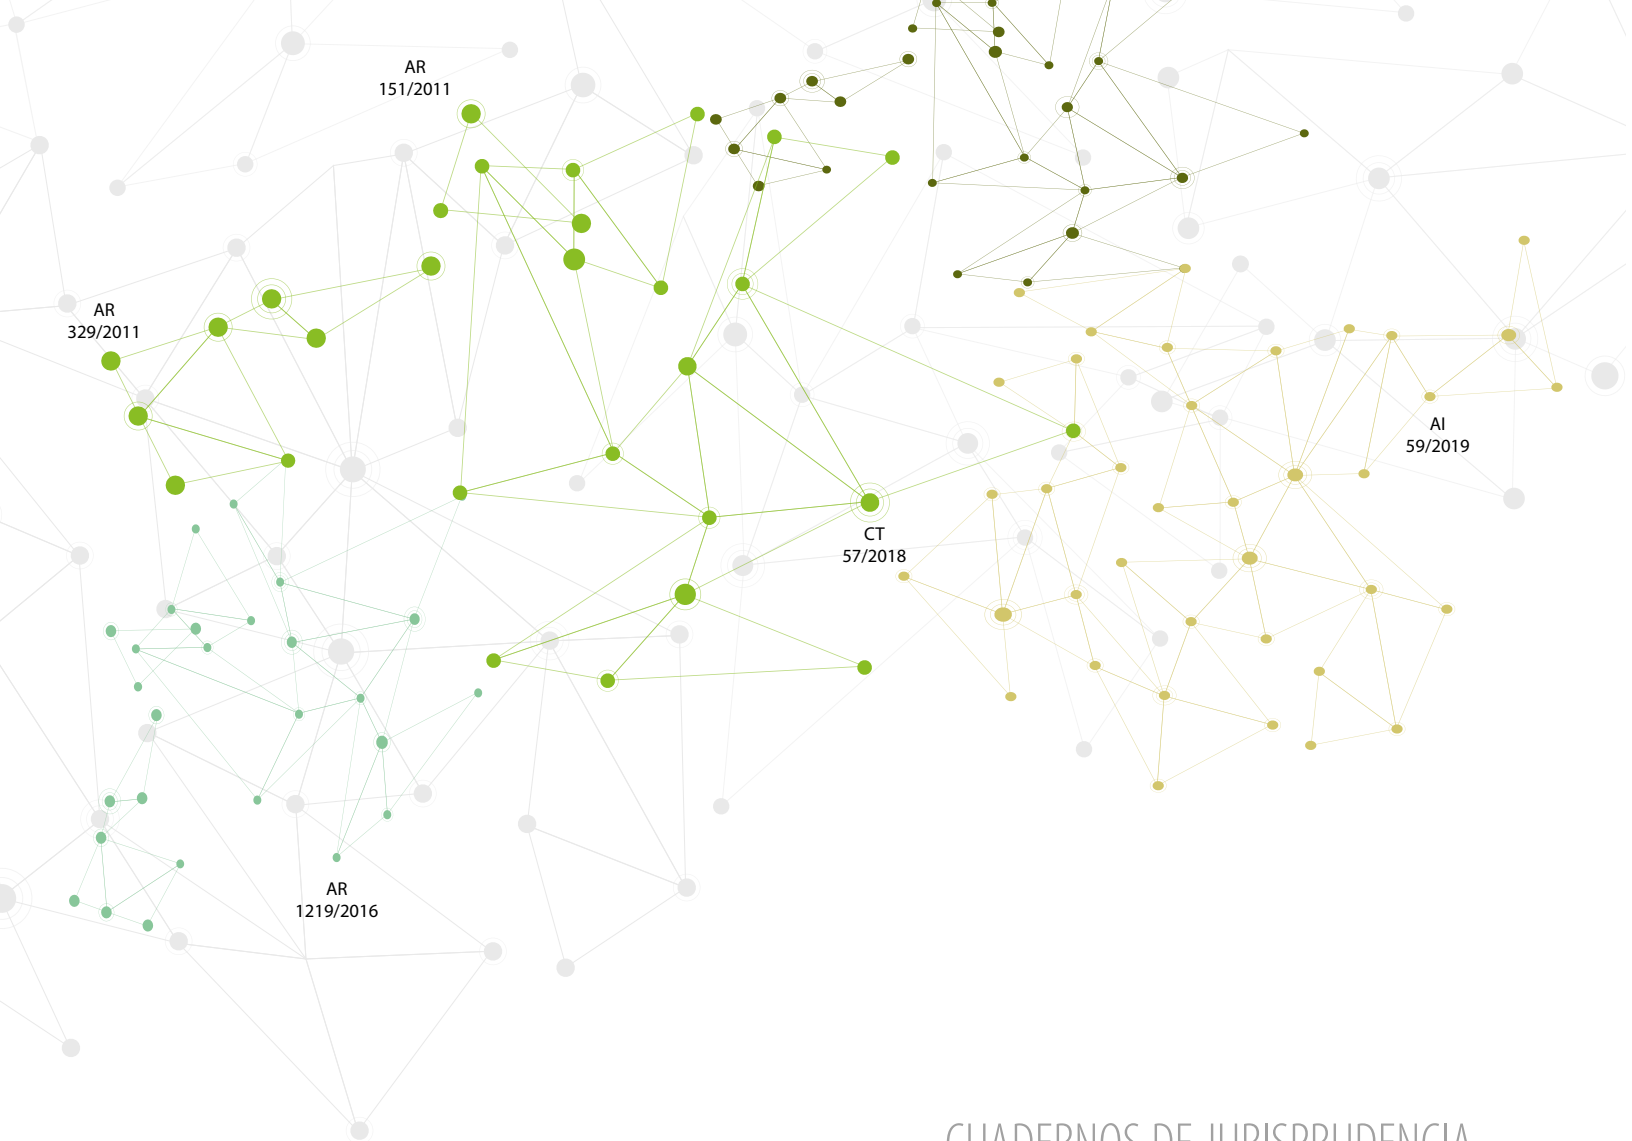 AR
151/2011
AR
329/2011
AI
59/2019
CT
57/2018
AR
1219/2016
CUADERNOS DE JURISPRUDENCIA